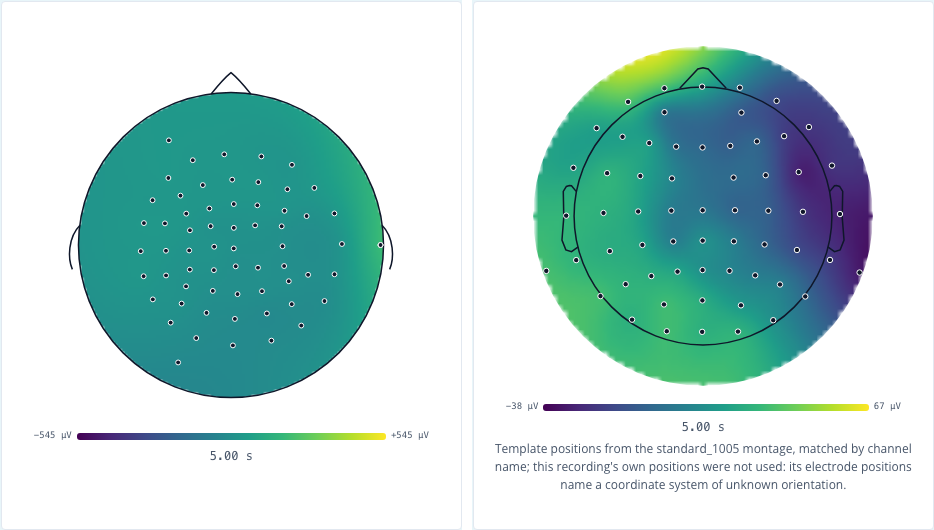 −545 µV +545 µV
5.00 s
−38 µV 67 µV
5.00 s
Template positions from the standard_1005 montage, matched by channel
name; this recording's own positions were not used: its electrode positions
name a coordinate system of unknown orientation.